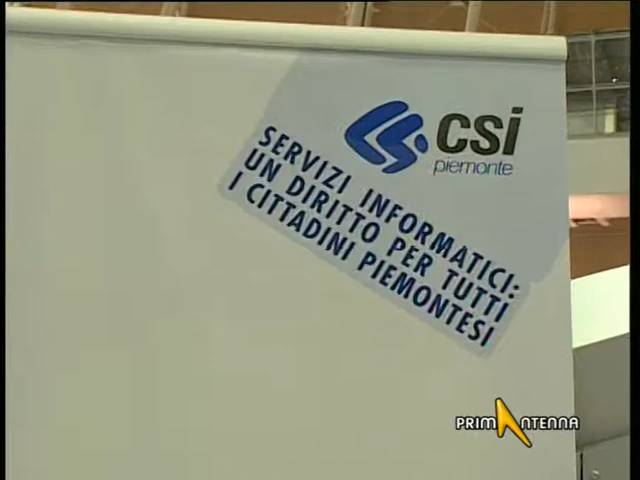 csi
piemonte
SERVIZI INFORMATICI:
UN DIRITTO PER TUTTI
I CITTADINI PIEMONTESI
PRIMANTENNA